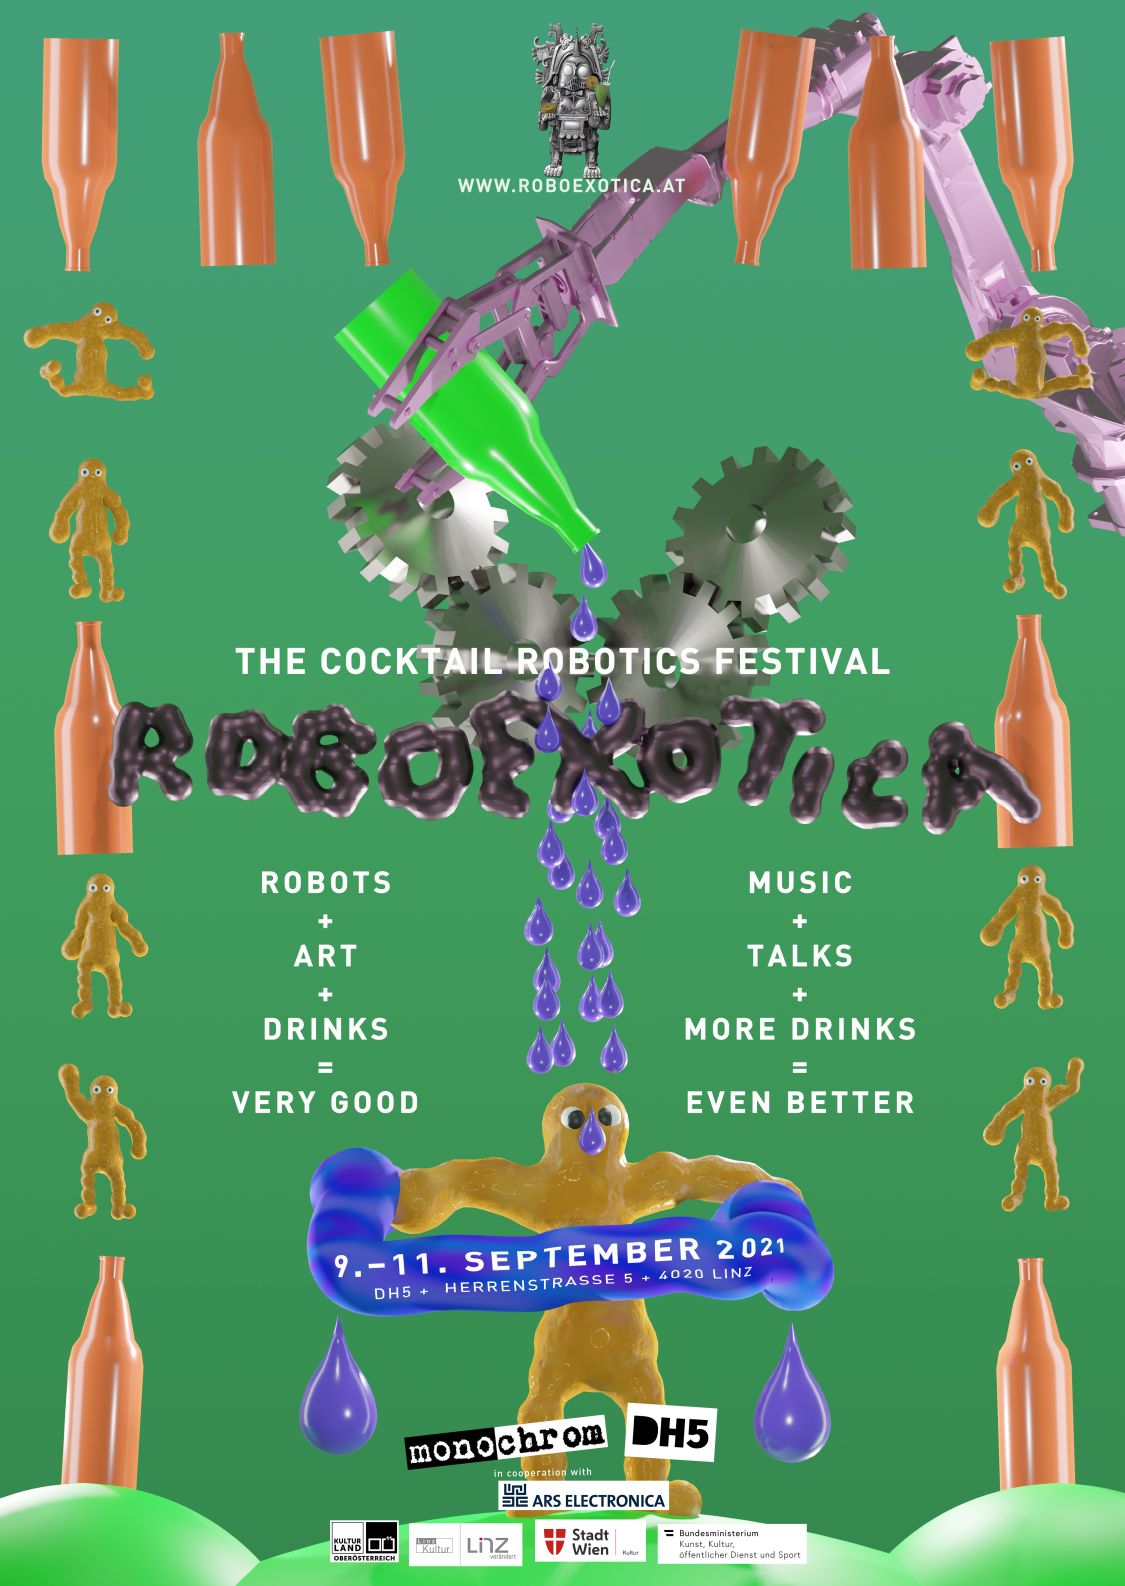 WWW.ROBOEXOTICA.AT
THE COCKTAIL ROBOTICS FESTIVAL
ROBOEXOTICA
ROBOTS
+
ART
+
DRINKS
=
VERY GOOD
MUSIC
+
TALKS
+
MORE DRINKS
=
EVEN BETTER
9.–11. SEPTEMBER 2021
DH5 + HERRENSTRASSE 5 + 4020 LINZ
monochrom
DH5
in cooperation with
ARS ELECTRONICA
KULTUR
LAND
OBERÖSTERREICH
Linz
Kultur
Linz
verändert
Stadt
Wien
Kultur
Bundesministerium
Kunst, Kultur,
öffentlicher Dienst und Sport